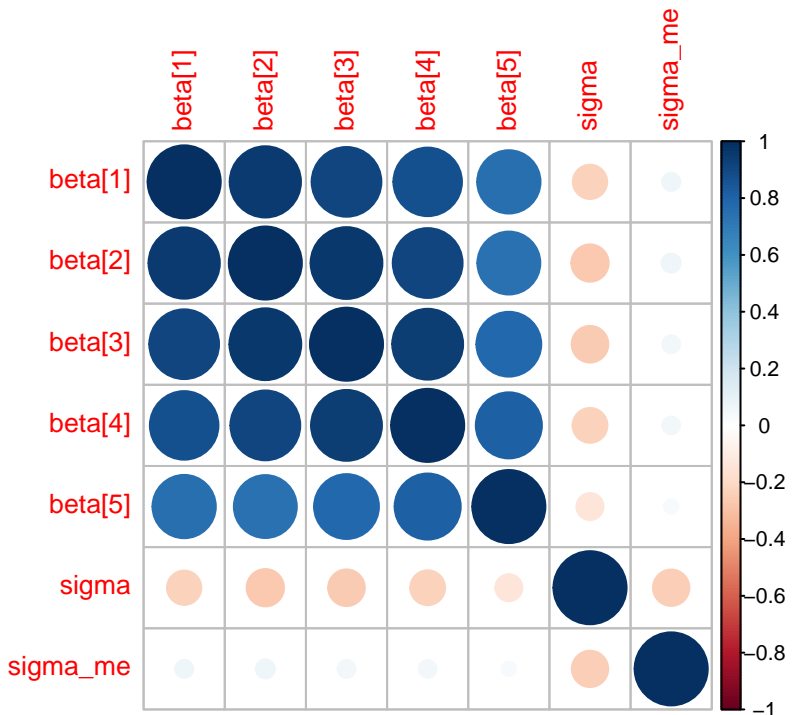 beta[1]
beta[2]
beta[3]
beta[4]
beta[5]
sigma
sigma_me
beta[1]
beta[2]
beta[3]
beta[4]
beta[5]
sigma
sigma_me
1
0.8
0.6
0.4
0.2
0
−0.2
−0.4
−0.6
−0.8
−1